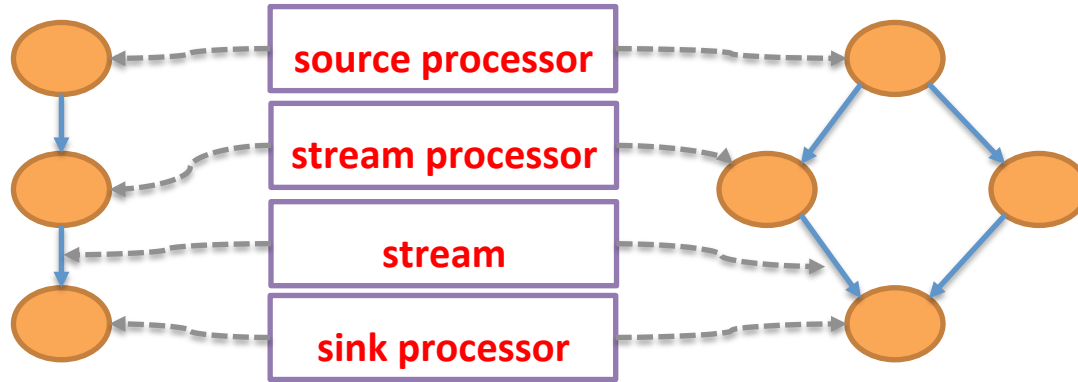 source processor
stream processor
stream
sink processor